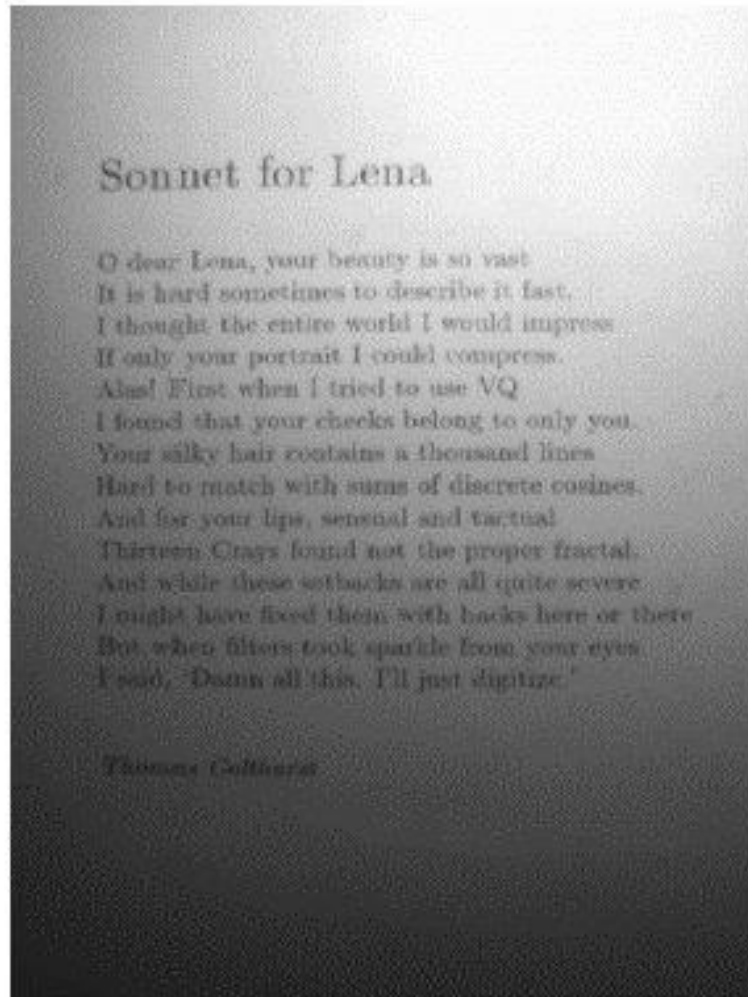 Sonnet for Lena
O dear Lena, your beauty is so vast
It is hard sometimes to describe it fast.
I thought the entire world I would impress
If only your portrait I could compress.
Alas! First when I tried to use VQ
I found that your cheeks belong to only you.
Your silky hair contains a thousand lines
Hard to match with sums of discrete cosines.
And for your lips, sensual and tactual
Thirteen Crays found not the proper fractal.
And while these setbacks are all quite severe
I might have fixed them with hacks here or there
But when filters took sparkle from your eyes
I said, 'Damn all this. I'll just digitize.'
Thomas Colthurst